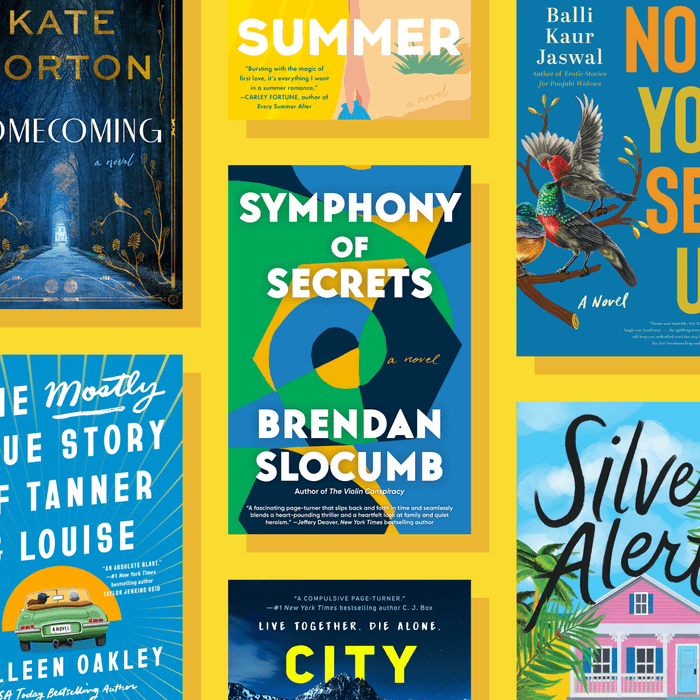 KATE
ORTON
OMECOMING
a novel
SUMMER
"Bursting with the magic of
first love, it's everything I want
in a summer romance."
—CARLEY FORTUNE, author of
Every Summer After
a novel
Balli
Kaur
Jaswal
Author of Erotic Stories
for Punjabi Widows
NO
YO
SE
U
A Novel
SYMPHONY
OF
SECRETS
a novel
BRENDAN
SLOCUMB
Author of The Violin Conspiracy
"A fascinating page-turner that slips back and forth in time and seamlessly
blends a heart-pounding thriller and a heartfelt look at family and quiet
heroism." —Jeffery Deaver, New York Times bestselling author
HE Mostly
UE STORY
F TANNER
& LOUISE
"AN ABSOLUTE BLAST."
—#1 New York Times
bestselling author
TAYLOR JENKINS REID
A NOVEL
LLEEN OAKLEY
SA Today Bestselling Author
"A COMPULSIVE PAGE-TURNER."
—#1 New York Times bestselling author C. J. Box
LIVE TOGETHER. DIE ALONE.
CITY
Silve
Alert